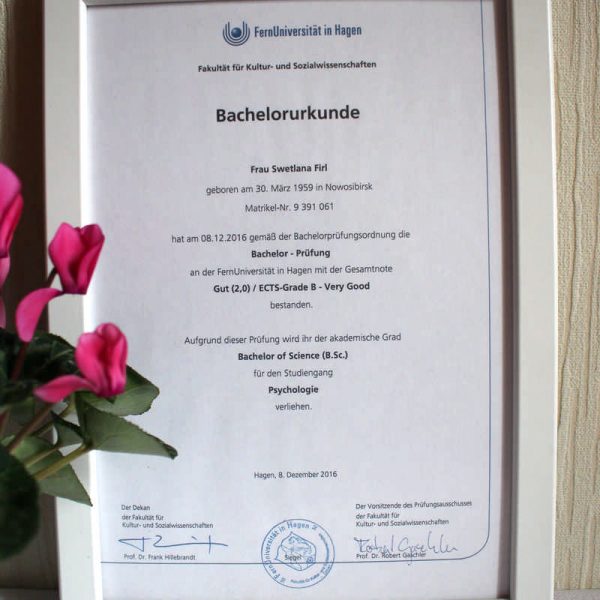 FernUniversität in Hagen
Fakultät für Kultur- und Sozialwissenschaften
Bachelorurkunde
Frau Swetlana Firl
geboren am 30. März 1959 in Nowosibirsk
Matrikel-Nr. 9 391 061
hat am 08.12.2016 gemäß der Bachelorprüfungsordnung die
Bachelor - Prüfung
an der FernUniversität in Hagen mit der Gesamtnote
Gut (2,0) / ECTS-Grade B - Very Good
bestanden.
Aufgrund dieser Prüfung wird ihr der akademische Grad
Bachelor of Science (B.Sc.)
für den Studiengang
Psychologie
verliehen.
Hagen, 8. Dezember 2016
Der Dekan
der Fakultät für
Kultur- und Sozialwissenschaften
Prof. Dr. Frank Hillebrandt
FernUniversität in Hagen
Siegel
Der Vorsitzende des Prüfungsausschusses
der Fakultät für
Kultur- und Sozialwissenschaften
Prof. Dr. Robert Gaschler